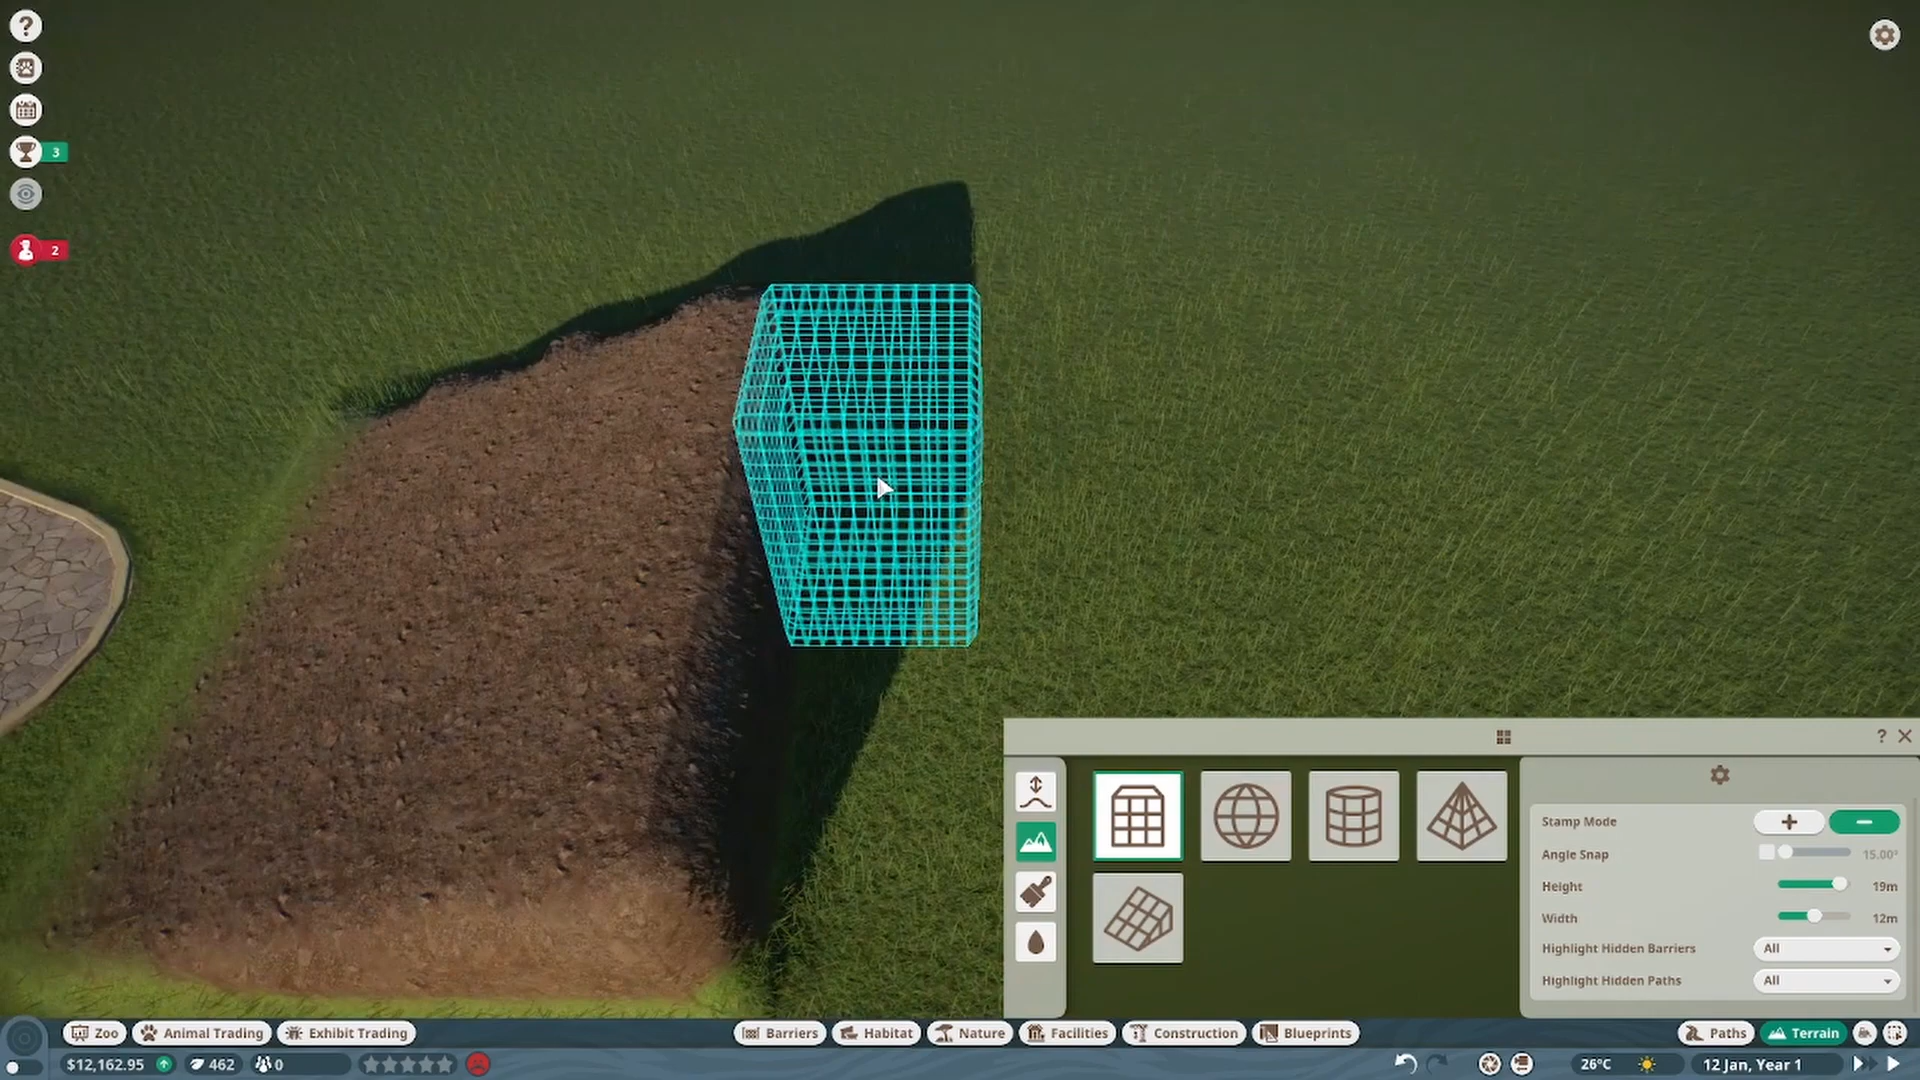 ?
3
2
?
Stamp Mode
Angle Snap 15.00°
Height 19m
Width 12m
Highlight Hidden Barriers All
Highlight Hidden Paths All
Zoo Animal Trading Exhibit Trading Barriers Habitat Nature Facilities Construction Blueprints Paths Terrain
$12,162.95 462 0 26°C 12 Jan, Year 1